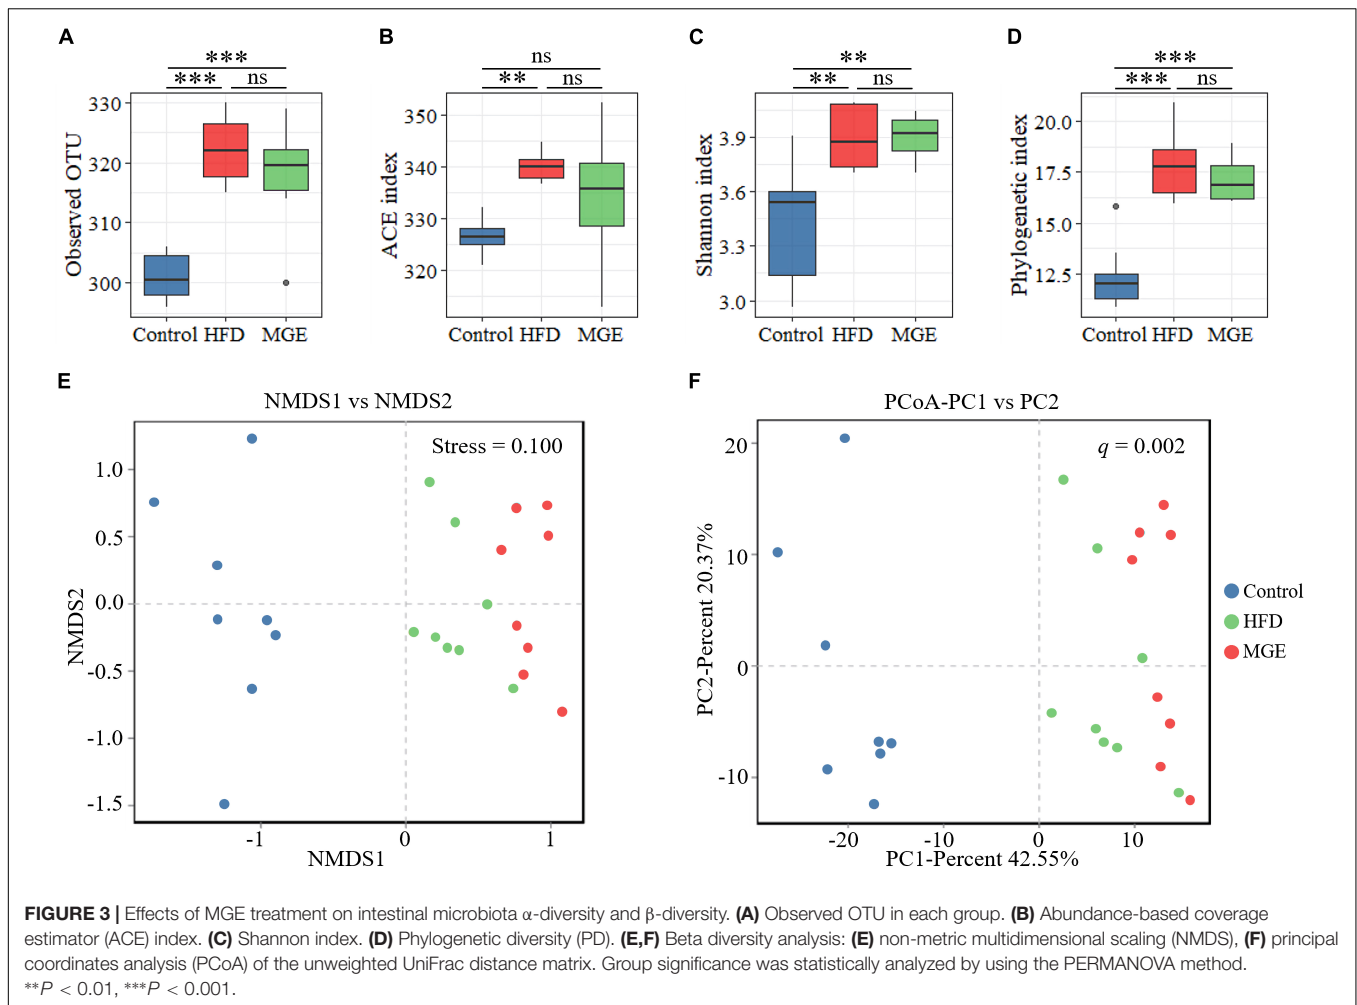 A
***
*** ns
330
320
310
300
Observed OTU
Control HFD MGE
B
ns
** ns
350
340
330
320
ACE index
Control HFD MGE
C
**
** ns
3.9
3.6
3.3
3.0
Shannon index
Control HFD MGE
D
***
*** ns
20.0
17.5
15.0
12.5
Phylogenetic index
Control HFD MGE
E
NMDS1 vs NMDS2
Stress = 0.100
1.0
0.5
0.0
-0.5
-1.0
-1.5
NMDS2
-1 0 1
NMDS1
F
PCoA-PC1 vs PC2
q = 0.002
20
10
0
-10
PC2-Percent 20.37%
-20 -10 0 10
PC1-Percent 42.55%
Control
HFD
MGE
FIGURE 3 | Effects of MGE treatment on intestinal microbiota α-diversity and β-diversity. (A) Observed OTU in each group. (B) Abundance-based coverage
estimator (ACE) index. (C) Shannon index. (D) Phylogenetic diversity (PD). (E,F) Beta diversity analysis: (E) non-metric multidimensional scaling (NMDS), (F) principal
coordinates analysis (PCoA) of the unweighted UniFrac distance matrix. Group significance was statistically analyzed by using the PERMANOVA method.
**P < 0.01, ***P < 0.001.